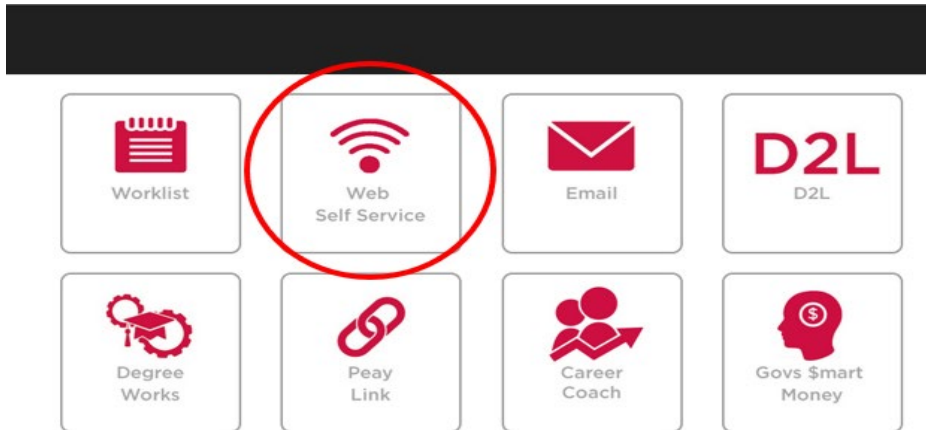 Worklist
Web
Self Service
Email
D2L
D2L
Degree
Works
Peay
Link
Career
Coach
$
Govs $mart
Money